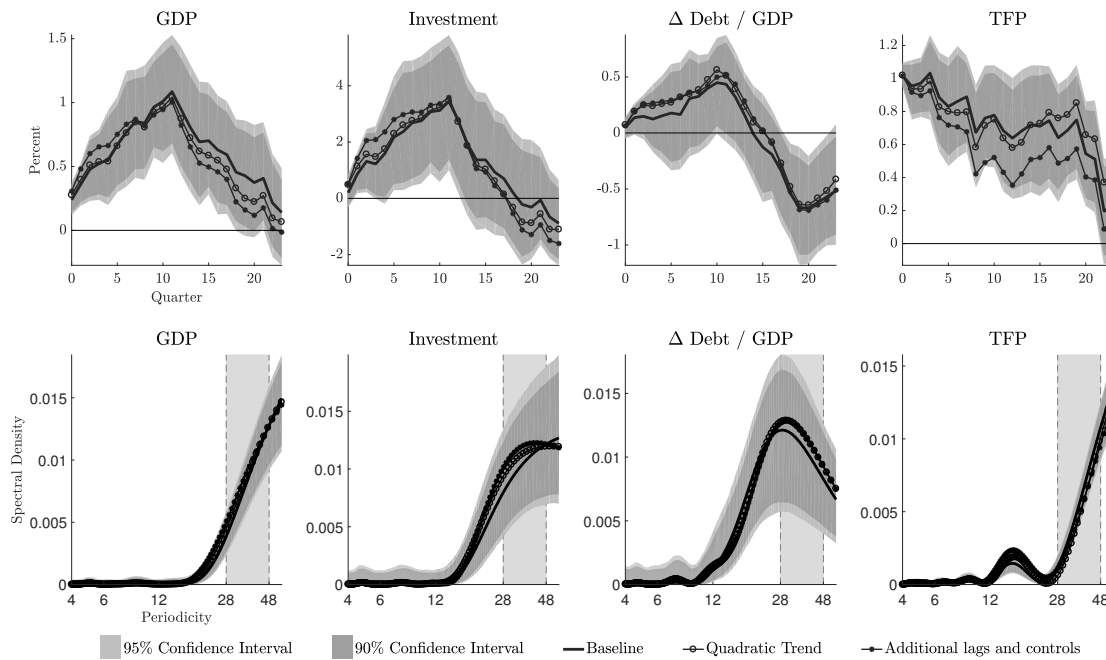 GDP
Investment
Δ Debt / GDP
TFP
Percent
1.5
1
0.5
0
4
2
0
-2
0.5
0
-0.5
-1
1.2
1
0.8
0.6
0.4
0.2
0
0 5 10 15 20
0 5 10 15 20
0 5 10 15 20
0 5 10 15 20
Quarter
GDP
Investment
Δ Debt / GDP
TFP
Spectral Density
0.015
0.01
0.005
0
0.015
0.01
0.005
0
0.015
0.01
0.005
0
0.015
0.01
0.005
0
4 6 12 28 48
4 6 12 28 48
4 6 12 28 48
4 6 12 28 48
Periodicity
95% Confidence Interval 90% Confidence Interval Baseline Quadratic Trend Additional lags and controls